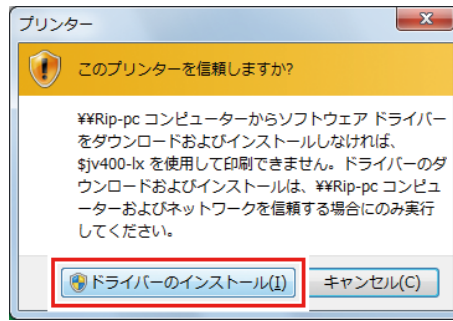 プリンター
このプリンターを信頼しますか?
¥¥Rip-pc コンピューターからソフトウェア ドライバー
をダウンロードおよびインストールしなければ、
$jv400-lx を使用して印刷できません。ドライバーのダ
ウンロードおよびインストールは、¥¥Rip-pc コンピュ
ーターおよびネットワークを信頼する場合にのみ実行
してください。
ドライバーのインストール(I) キャンセル(C)